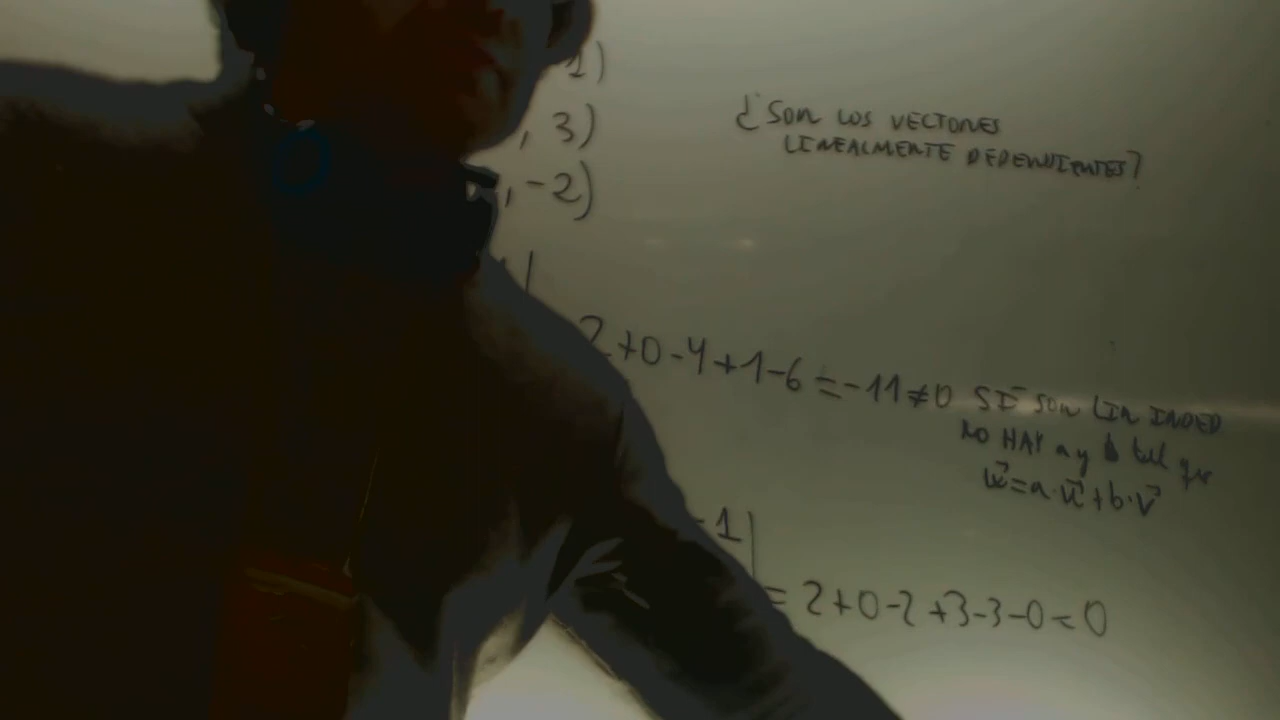 1)
, 3)
, -2)
¿Son LOS VECTORES
LINEALMENTE DEPENDIENTES?
|
2+0-4+1-6=-11≠0 SÍ SON LIN INDEP
NO HAY a y b tal que
w⃗=a·u⃗+b·v⃗
-1|
=2+0-2+3-3-0=0